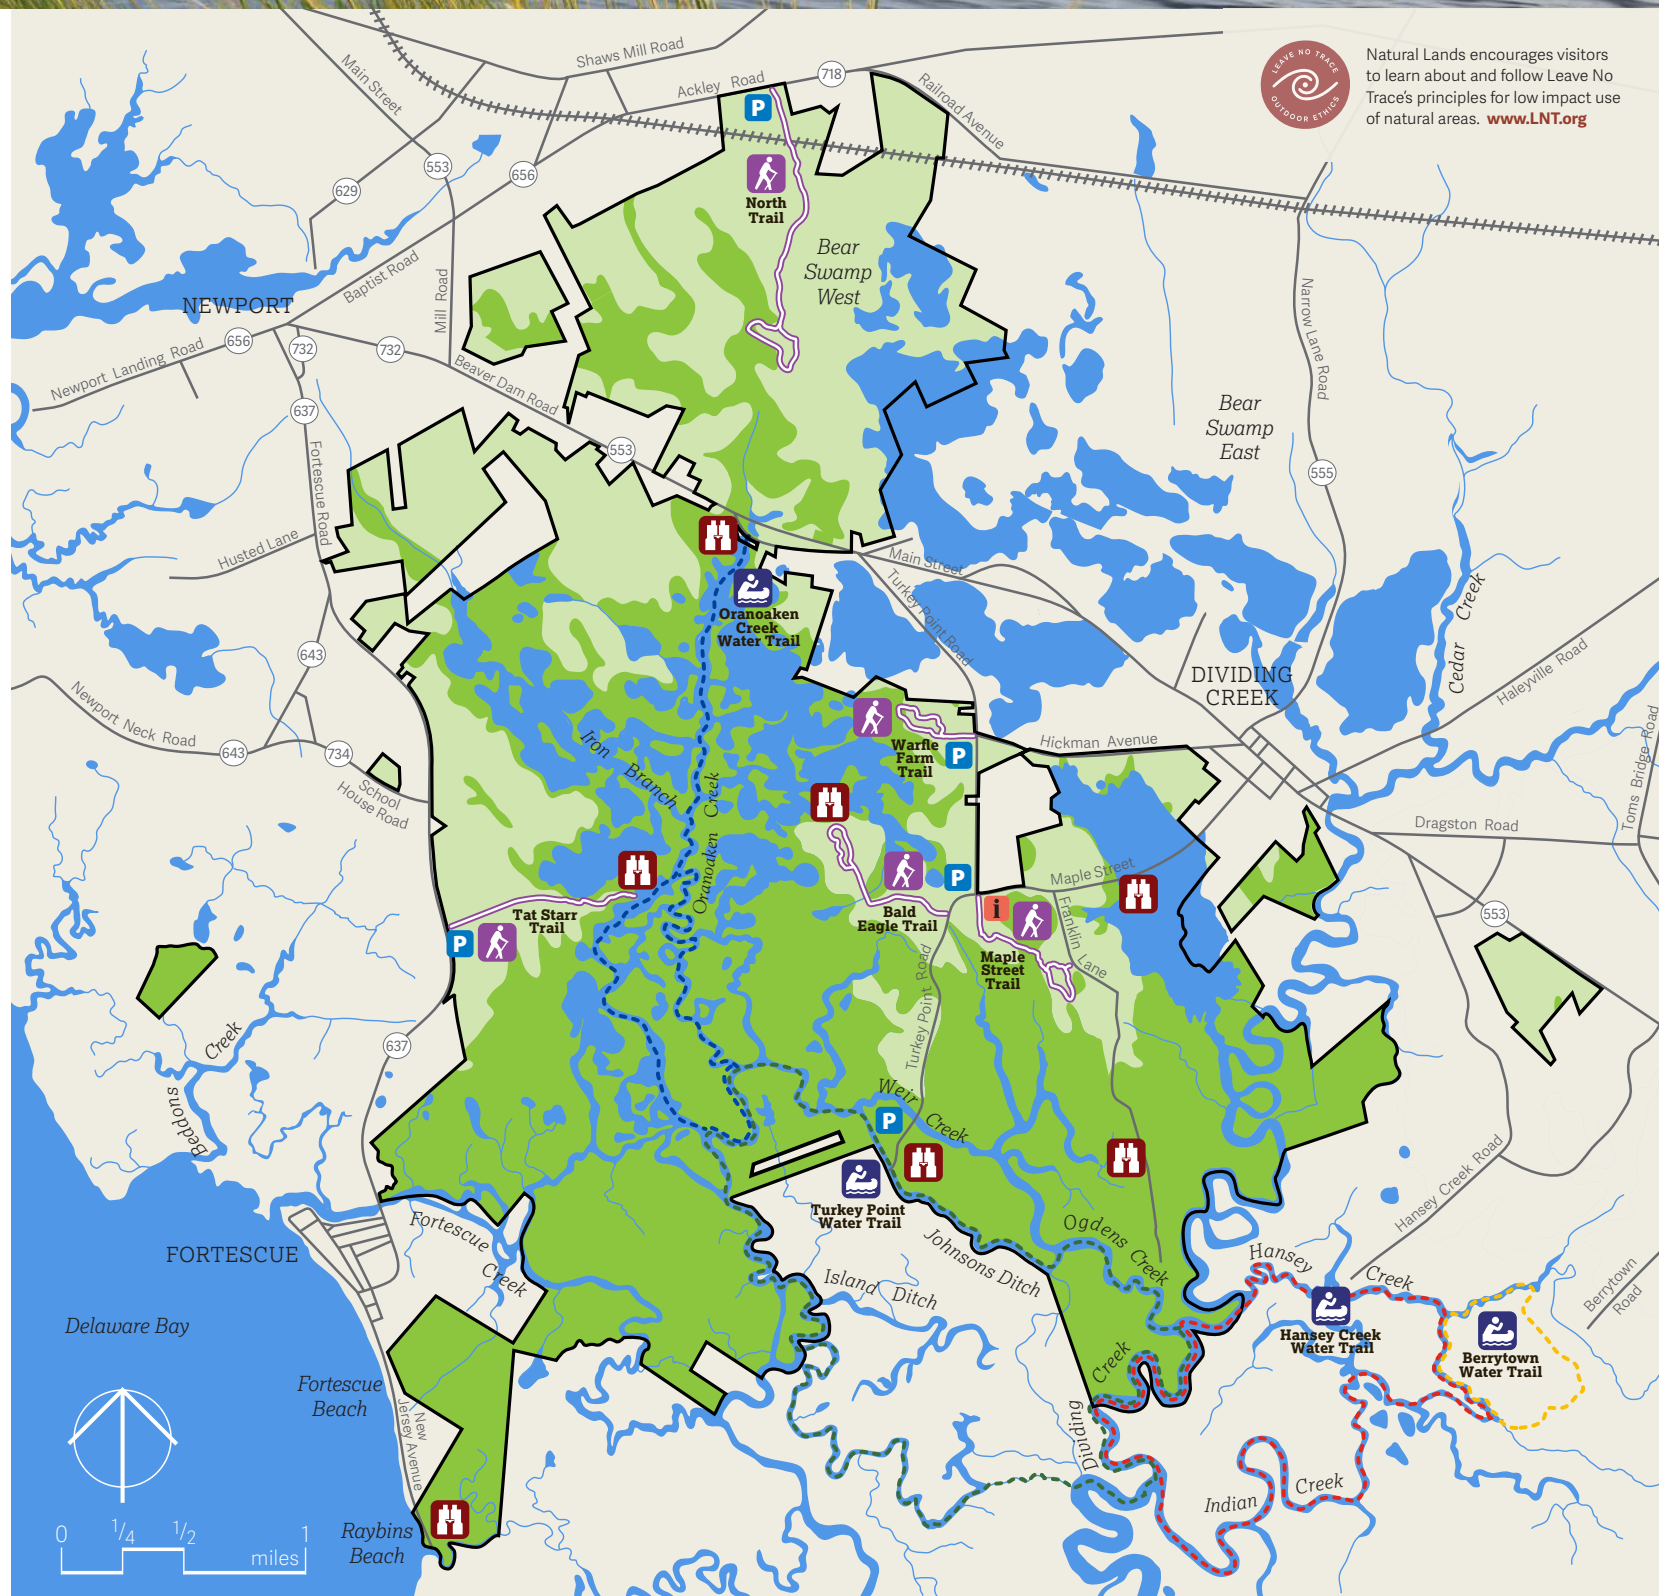 LEAVE NO TRACE
OUTDOOR ETHICS
Natural Lands encourages visitors
to learn about and follow Leave No
Trace's principles for low impact use
of natural areas. www.LNT.org
Shaws Mill Road
Main Street
Ackley Road
718
Railroad Avenue
P
553
656
629
North
Trail
Bear
Swamp
West
Baptist Road
Mill Road
NEWPORT
656
732
732
Newport Landing Road
Beaver Dam Road
Narrow Lane Road
637
553
Bear
Swamp
East
555
Fortescue Road
Husted Lane
Main Street
Turkey Point Road
Oranoaken
Creek
Water Trail
Cedar Creek
643
Haleyville Road
DIVIDING
CREEK
Newport Neck Road
643
734
School
House Road
Iron Branch
Oranoaken Creek
Warfle
Farm
Trail
P
Hickman Avenue
Toms Bridge Road
Dragston Road
Maple Street
P
Bald
Eagle Trail
i
Franklin Lane
Maple
Street
Trail
Tat Starr
Trail
P
553
Turkey Point Road
637
Beadons Creek
Weir Creek
P
Turkey Point
Water Trail
Hansey Creek Road
FORTESCUE
Fortescue Creek
Johnsons Ditch
Ogdens Creek
Island Ditch
Hansey Creek
Hansey Creek
Water Trail
Berrytown
Water Trail
Berrytown
Road
Delaware Bay
Fortescue
Beach
New
Jersey Avenue
Dividing Creek
Indian Creek
Raybins
Beach
0 1/4 1/2 1
miles